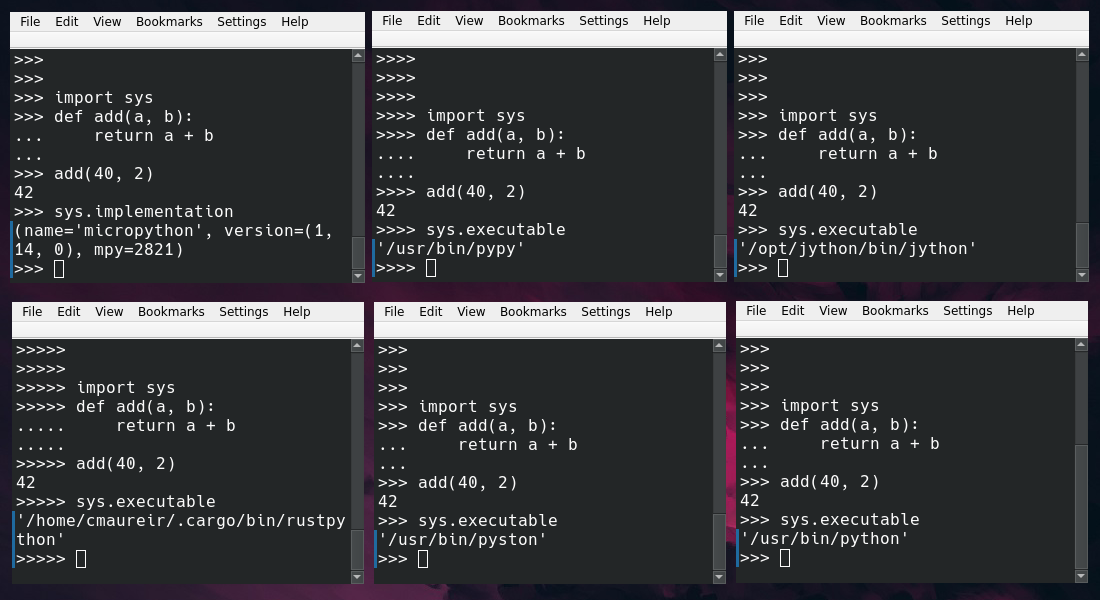 File Edit View Bookmarks Settings Help
>>>
>>>
>>> import sys
>>> def add(a, b):
...     return a + b
...
>>> add(40, 2)
42
>>> sys.implementation
(name='micropython', version=(1,
14, 0), mpy=2821)
>>>
File Edit View Bookmarks Settings Help
>>>>
>>>>
>>>>
>>>> import sys
>>>> def add(a, b):
....     return a + b
....
>>>> add(40, 2)
42
>>>> sys.executable
'/usr/bin/pypy'
>>>>
File Edit View Bookmarks Settings Help
>>>
>>>
>>>
>>> import sys
>>> def add(a, b):
...     return a + b
...
>>> add(40, 2)
42
>>> sys.executable
'/opt/jython/bin/jython'
>>>
File Edit View Bookmarks Settings Help
>>>>>
>>>>>
>>>>> import sys
>>>>> def add(a, b):
.....     return a + b
.....
>>>>> add(40, 2)
42
>>>>> sys.executable
'/home/cmaureir/.cargo/bin/rustpy
thon'
>>>>>
File Edit View Bookmarks Settings Help
>>>
>>>
>>>
>>> import sys
>>> def add(a, b):
...     return a + b
...
>>> add(40, 2)
42
>>> sys.executable
'/usr/bin/pyston'
>>>
File Edit View Bookmarks Settings Help
>>>
>>>
>>>
>>> import sys
>>> def add(a, b):
...     return a + b
...
>>> add(40, 2)
42
>>> sys.executable
'/usr/bin/python'
>>>